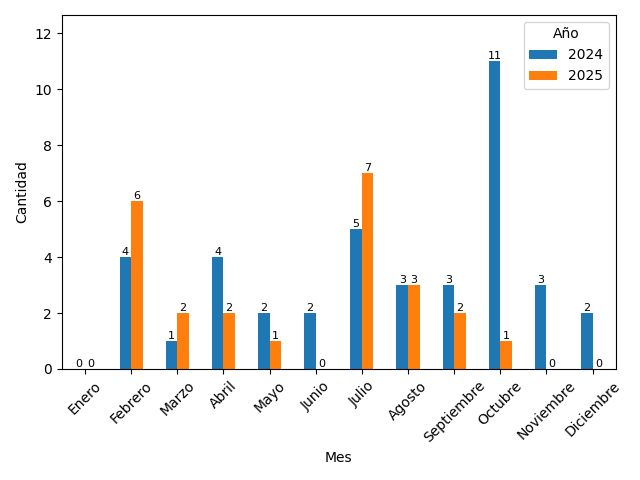 Año
2024
2025
Cantidad
12
10
8
6
4
2
0
0 0
4 6
1 2
4 2
2 1
2 0
5 7
3 3
3 2
11 1
3 0
2 0
Enero
Febrero
Marzo
Abril
Mayo
Junio
Julio
Agosto
Septiembre
Octubre
Noviembre
Diciembre
Mes